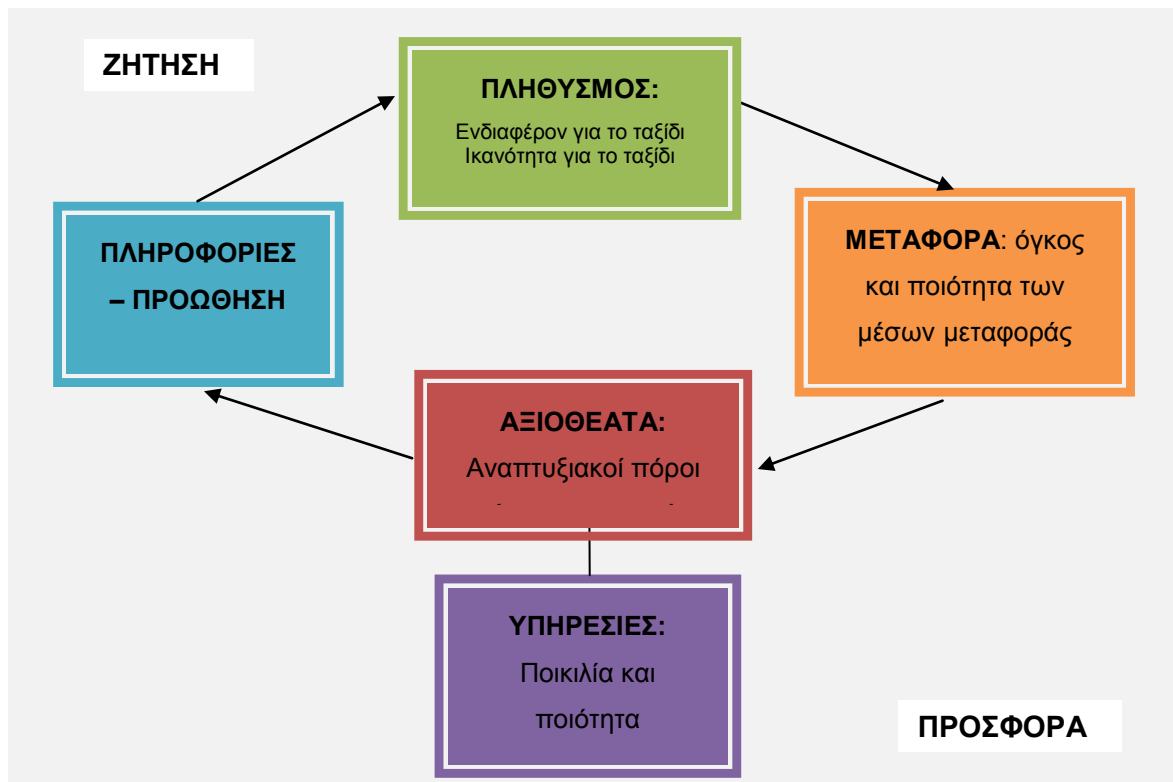 ΖΗΤΗΣΗ
ΠΛΗΘΥΣΜΟΣ:
Ενδιαφέρον για το ταξίδι
Ικανότητα για το ταξίδι
ΠΛΗΡΟΦΟΡΙΕΣ
– ΠΡΟΩΘΗΣΗ
ΜΕΤΑΦΟΡΑ: όγκος
και ποιότητα των
μέσων μεταφοράς
ΑΞΙΟΘΕΑΤΑ:
Αναπτυξιακοί πόροι
ΥΠΗΡΕΣΙΕΣ:
Ποικιλία και
ποιότητα
ΠΡΟΣΦΟΡΑ